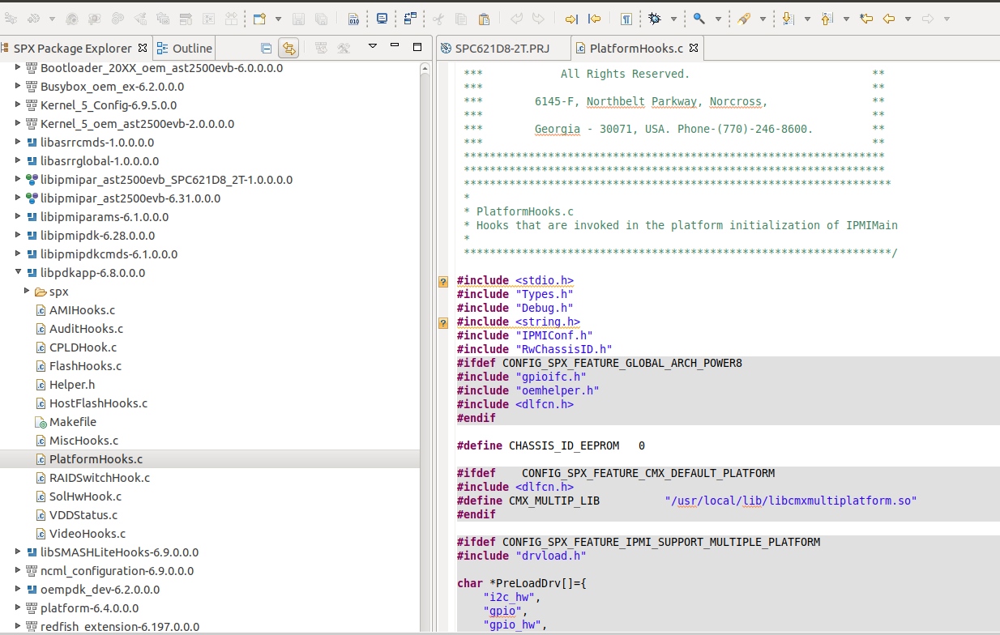 SPX Package Explorer
Outline
Bootloader_20XX_oem_ast2500evb-6.0.0.0.0
Busybox_oem_ex-6.2.0.0.0
Kernel_5_Config-6.9.5.0.0
Kernel_5_oem_ast2500evb-2.0.0.0.0
libasrrcmds-1.0.0.0.0
libasrrglobal-1.0.0.0.0
libipmipar_ast2500evb_SPC621D8_2T-1.0.0.0.0
libipmipar_ast2500evb-6.31.0.0.0
libipmiparams-6.1.0.0.0
libipmipdk-6.28.0.0.0
libipmipdkcmds-6.1.0.0.0
libpdkapp-6.8.0.0.0
spx
AMIHooks.c
AuditHooks.c
CPLDHook.c
FlashHooks.c
Helper.h
HostFlashHooks.c
Makefile
MiscHooks.c
PlatformHooks.c
RAIDSwitchHook.c
SolHwHook.c
VDDStatus.c
VideoHooks.c
libSMASHLiteHooks-6.9.0.0.0
ncml_configuration-6.9.0.0.0
oempdk_dev-6.2.0.0.0
platform-6.4.0.0.0
redfish_extension-6.197.0.0.0
SPC621D8-2T.PRJ
PlatformHooks.c
*** All Rights Reserved. **
*** **
*** 6145-F, Northbelt Parkway, Norcross, **
*** **
*** Georgia - 30071, USA. Phone-(770)-246-8600. **
*** **
*****************************************************************
*****************************************************************
******************************************************************
*
* PlatformHooks.c
* Hooks that are invoked in the platform initialization of IPMIMain
*
******************************************************************/
#include <stdio.h>
#include "Types.h"
#include "Debug.h"
#include <string.h>
#include "IPMIConf.h"
#include "RwChassisID.h"
#ifdef CONFIG_SPX_FEATURE_GLOBAL_ARCH_POWER8
#include "gpioifc.h"
#include "oemhelper.h"
#include <dlfcn.h>
#endif
#define CHASSIS_ID_EEPROM 0
#ifdef CONFIG_SPX_FEATURE_CMX_DEFAULT_PLATFORM
#include <dlfcn.h>
#define CMX_MULTIP_LIB "/usr/local/lib/libcmxmultiplatform.so"
#endif
#ifdef CONFIG_SPX_FEATURE_IPMI_SUPPORT_MULTIPLE_PLATFORM
#include "drvload.h"
char *PreLoadDrv[]={
"i2c_hw",
"gpio",
"gpio_hw",